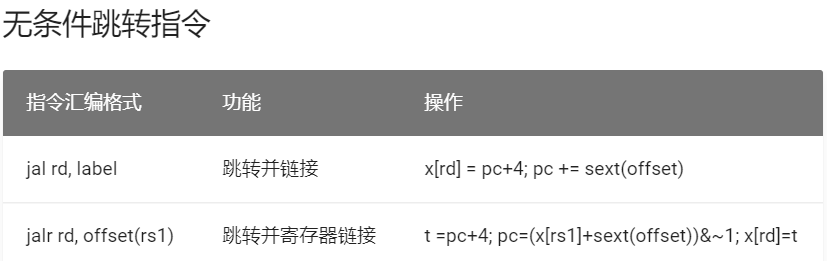 无条件跳转指令
指令汇编格式 功能 操作
jal rd, label 跳转并链接 x[rd] = pc+4; pc += sext(offset)
jalr rd, offset(rs1) 跳转并寄存器链接 t =pc+4; pc=(x[rs1]+sext(offset))&~1; x[rd]=t